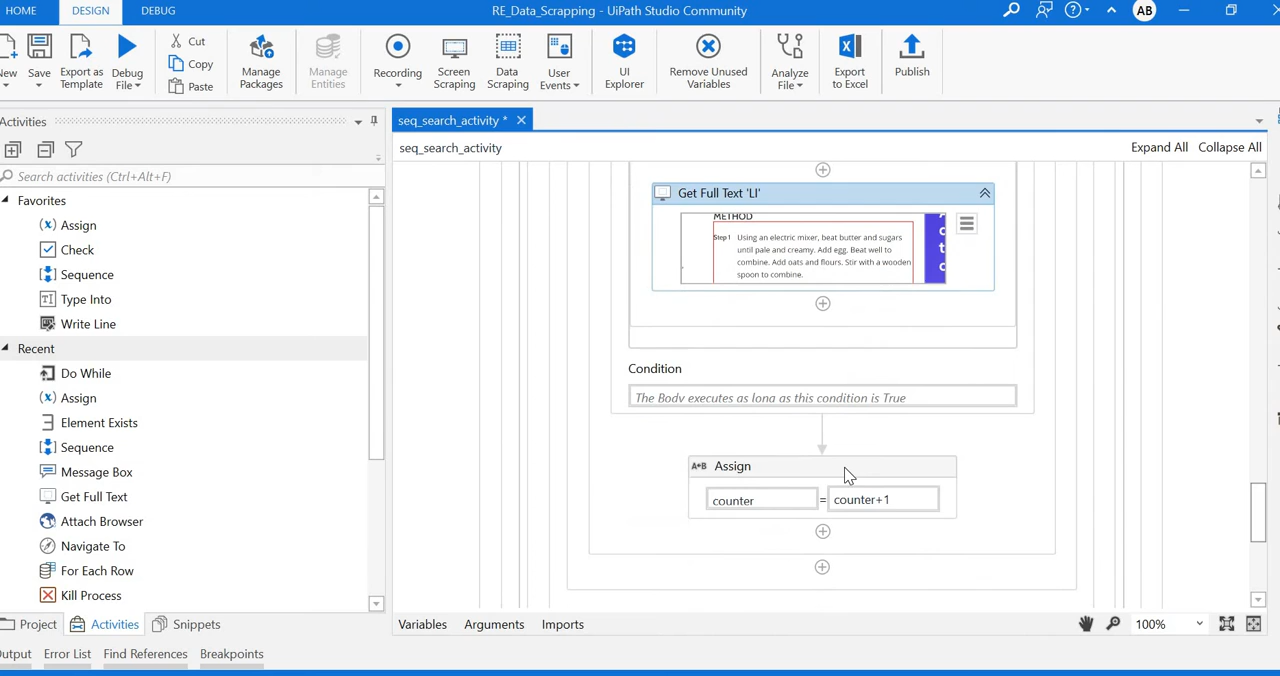 HOME
DESIGN
DEBUG
RE_Data_Scrapping - UiPath Studio Community
AB
New
Save
Export as Template
Debug File
Cut
Copy
Paste
Manage Packages
Manage Entities
Recording
Screen Scraping
Data Scraping
User Events
UI Explorer
Remove Unused Variables
Analyze File
Export to Excel
Publish
Activities
Search activities (Ctrl+Alt+F)
Favorites
Assign
Check
Sequence
Type Into
Write Line
Recent
Do While
Assign
Element Exists
Sequence
Message Box
Get Full Text
Attach Browser
Navigate To
For Each Row
Kill Process
Project
Activities
Snippets
Output
Error List
Find References
Breakpoints
seq_search_activity *
seq_search_activity
Expand All
Collapse All
Get Full Text 'LI'
METHOD
Step 1 Using an electric mixer, beat butter and sugars
until pale and creamy. Add egg. Beat well to
combine. Add oats and flours. Stir with a wooden
spoon to combine.
Condition
The Body executes as long as this condition is True
A+B Assign
counter = counter+1
Variables
Arguments
Imports
100%